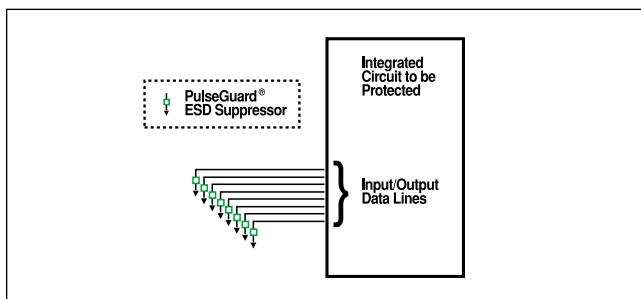 PulseGuard®
ESD Suppressor
Integrated
Circuit to be
Protected
Input/Output
Data Lines